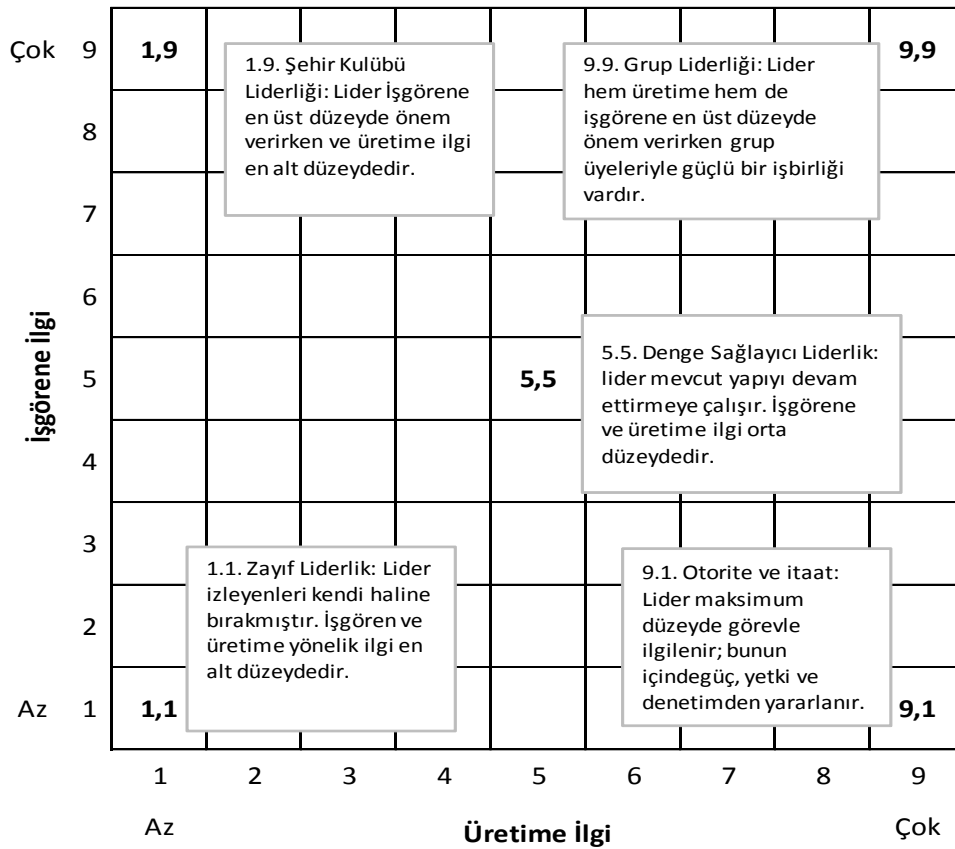 Çok 9 1,9 9,9
1.9. Şehir Kulübü
Liderliği: Lider İşgörene
en üst düzeyde önem
verirken ve üretime ilgi
en alt düzeydedir.
9.9. Grup Liderliği: Lider
hem üretime hem de
işgörene en üst düzeyde
önem verirken grup
üyeleriyle güçlü bir işbirliği
vardır.
8
7
6
İşgörene İlgi
5 5,5
5.5. Denge Sağlayıcı Liderlik:
lider mevcut yapıyı devam
ettirmeye çalışır. İşgörene
ve üretime ilgi orta
düzeydedir.
4
3
1.1. Zayıf Liderlik: Lider
izleyenleri kendi haline
bırakmıştır. İşgören ve
üretime yönelik ilgi en
alt düzeydedir.
9.1. Otorite ve itaat:
Lider maksimum
düzeyde görevle
ilgilenir; bunun
içindegüç, yetki ve
denetimden yararlanır.
2
Az 1 1,1 9,1
1 2 3 4 5 6 7 8 9
Az Üretime İlgi Çok